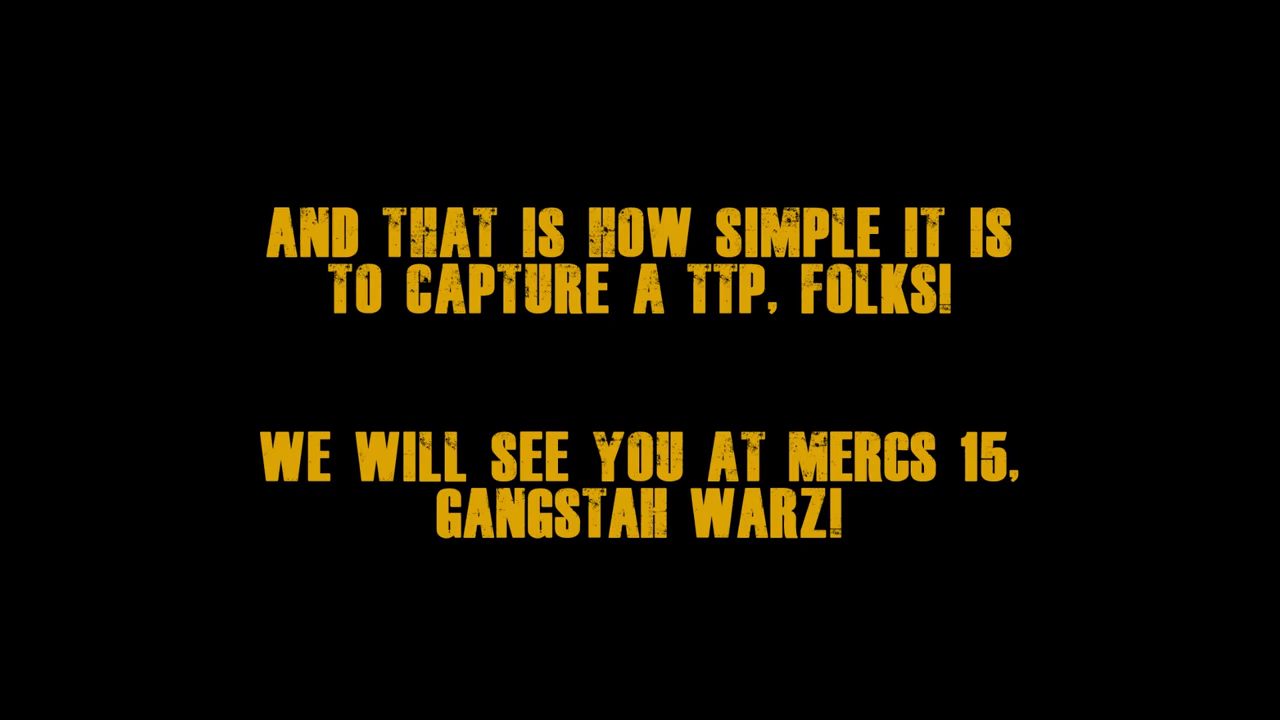 AND THAT IS HOW SIMPLE IT IS
TO CAPTURE A TTP, FOLKS!
WE WILL SEE YOU AT MERCS 15,
GANGSTAH WARZ!